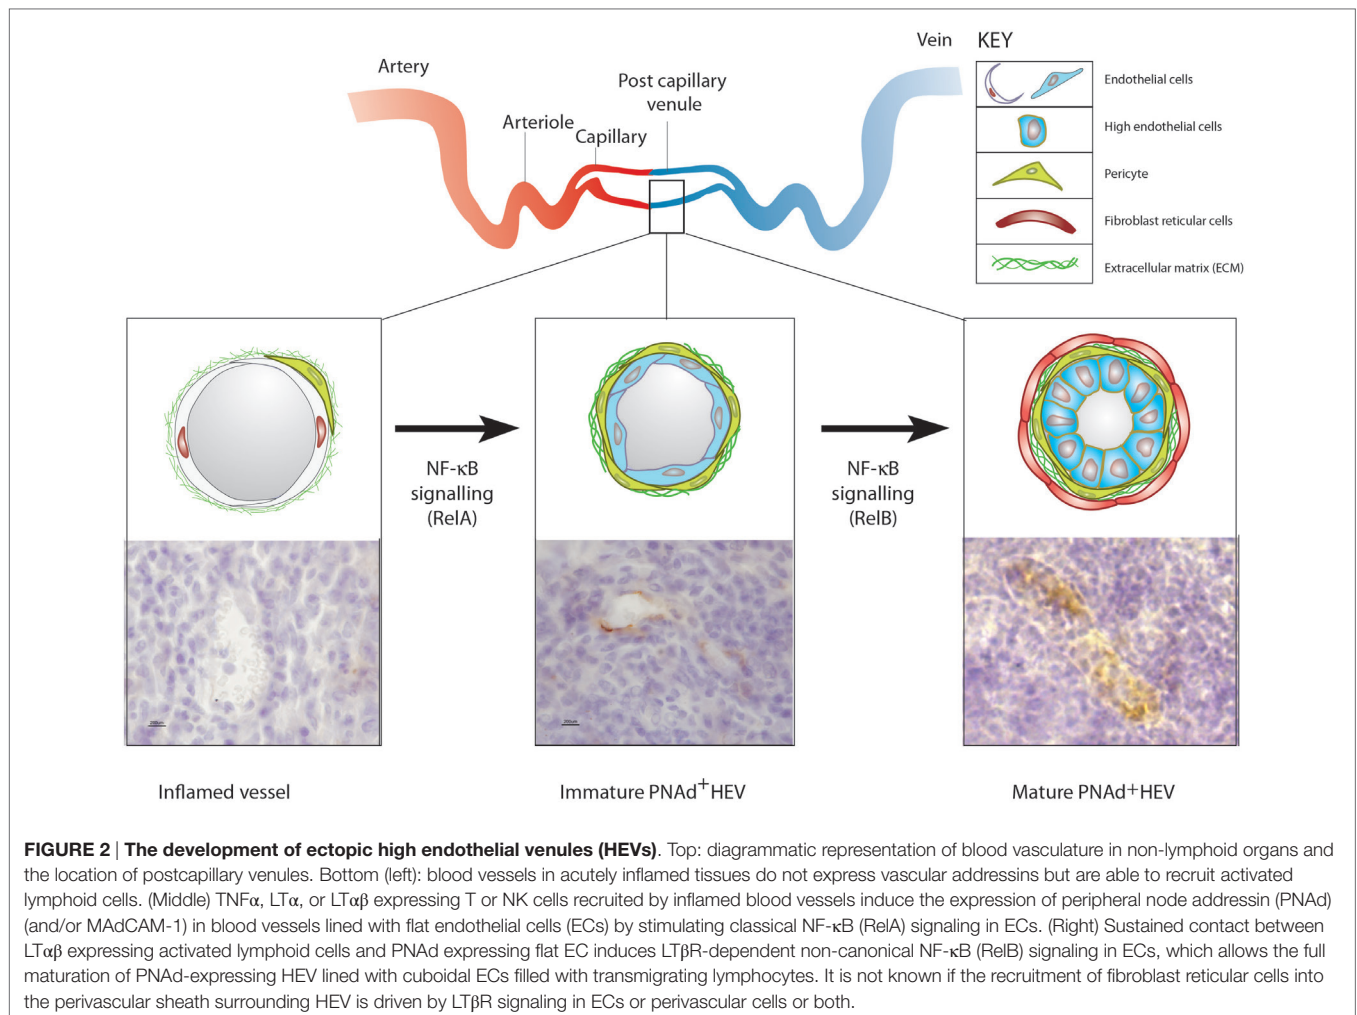 Artery
Arteriole
Capillary
Post capillary
venule
Vein
KEY
Endothelial cells
High endothelial cells
Pericyte
Fibroblast reticular cells
Extracellular matrix (ECM)
NF-κB
signalling
(RelA)
NF-κB
signalling
(RelB)
200um
Inflamed vessel
Immature PNAd+HEV
Mature PNAd+HEV
FIGURE 2 | The development of ectopic high endothelial venules (HEVs). Top: diagrammatic representation of blood vasculature in non-lymphoid organs and
the location of postcapillary venules. Bottom (left): blood vessels in acutely inflamed tissues do not express vascular addressins but are able to recruit activated
lymphoid cells. (Middle) TNFα, LTα, or LTαβ expressing T or NK cells recruited by inflamed blood vessels induce the expression of peripheral node addressin (PNAd)
(and/or MAdCAM-1) in blood vessels lined with flat endothelial cells (ECs) by stimulating classical NF-κB (RelA) signaling in ECs. (Right) Sustained contact between
LTαβ expressing activated lymphoid cells and PNAd expressing flat EC induces LTβR-dependent non-canonical NF-κB (RelB) signaling in ECs, which allows the full
maturation of PNAd-expressing HEV lined with cuboidal ECs filled with transmigrating lymphocytes. It is not known if the recruitment of fibroblast reticular cells into
the perivascular sheath surrounding HEV is driven by LTβR signaling in ECs or perivascular cells or both.